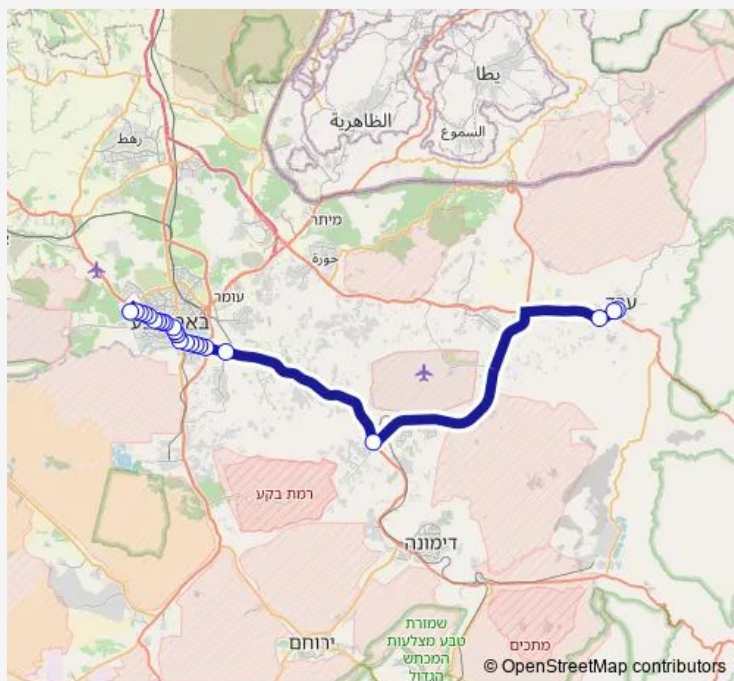 يطا
الظاهرية
السموع
רהט
מיתר
חורה
עומר
רמת בקע
דימונה
שמורת
טבע מצלעות
המכתש
הגדול
מתכים
ירוחם
© OpenStreetMap contributors